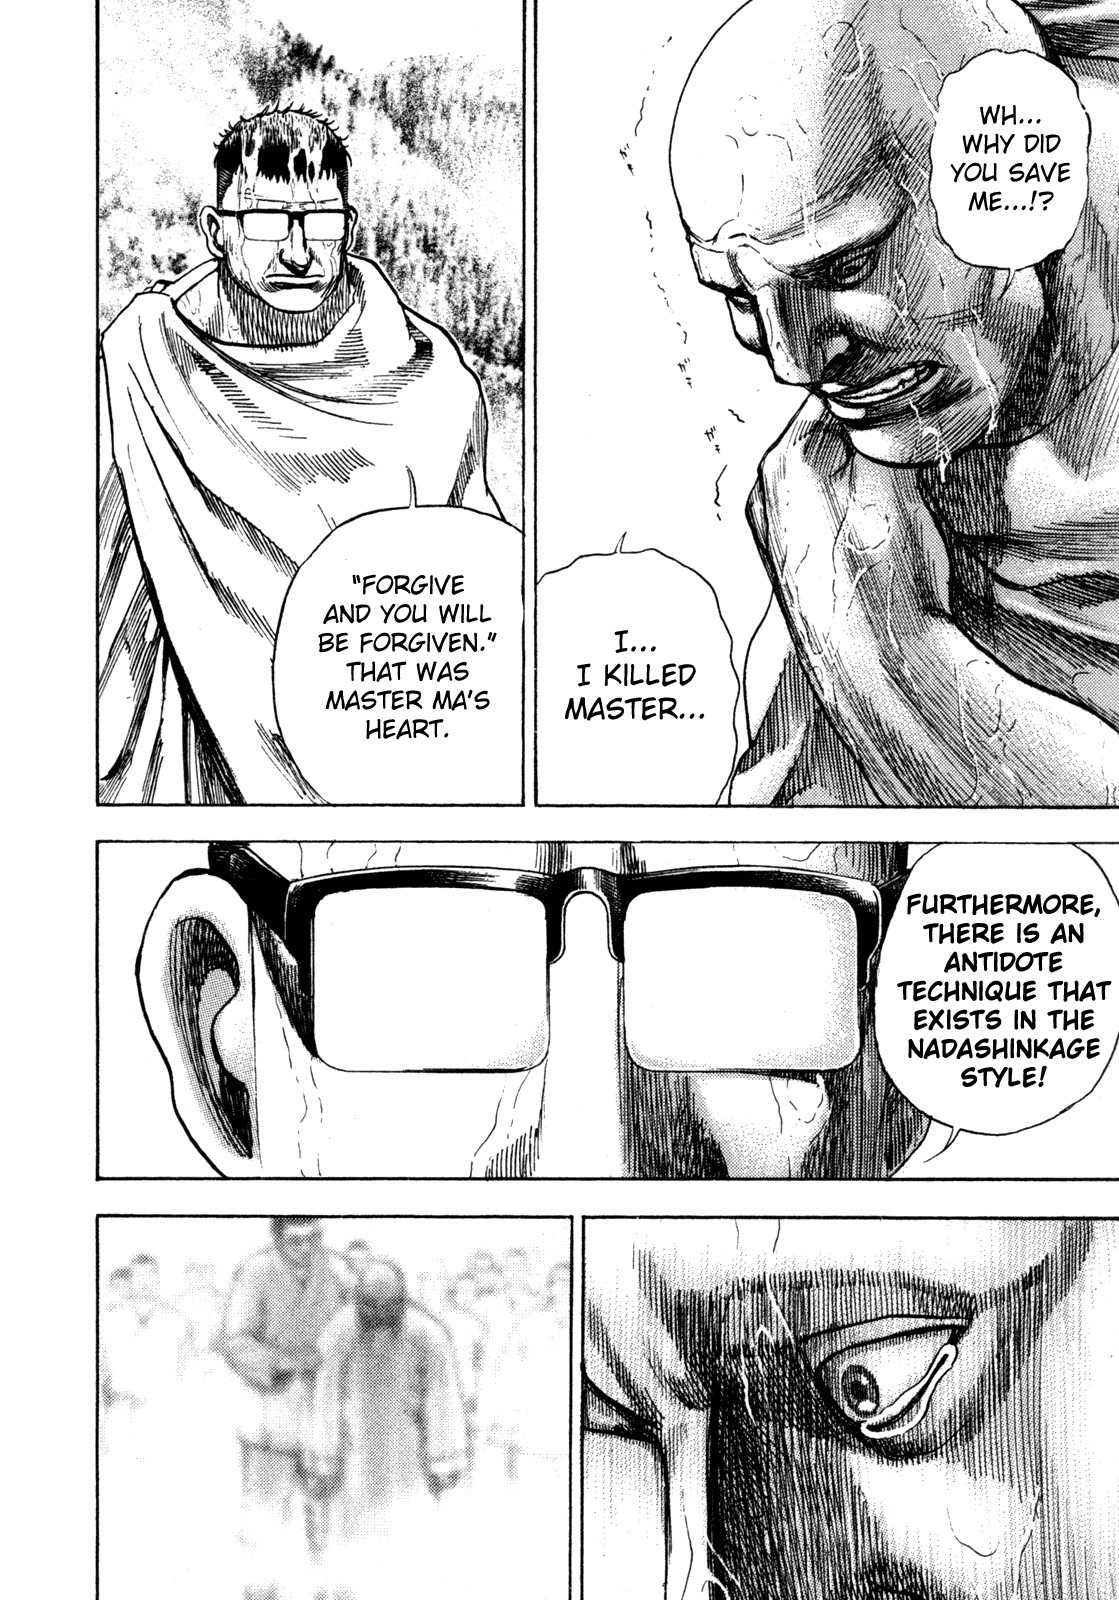 WH...
WHY DID
YOU SAVE
ME...!?
I...
I KILLED
MASTER...
"FORGIVE
AND YOU WILL
BE FORGIVEN."
THAT WAS
MASTER MA'S
HEART.
FURTHERMORE,
THERE IS AN
ANTIDOTE
TECHNIQUE THAT
EXISTS IN THE
NADASHINKAGE
STYLE!